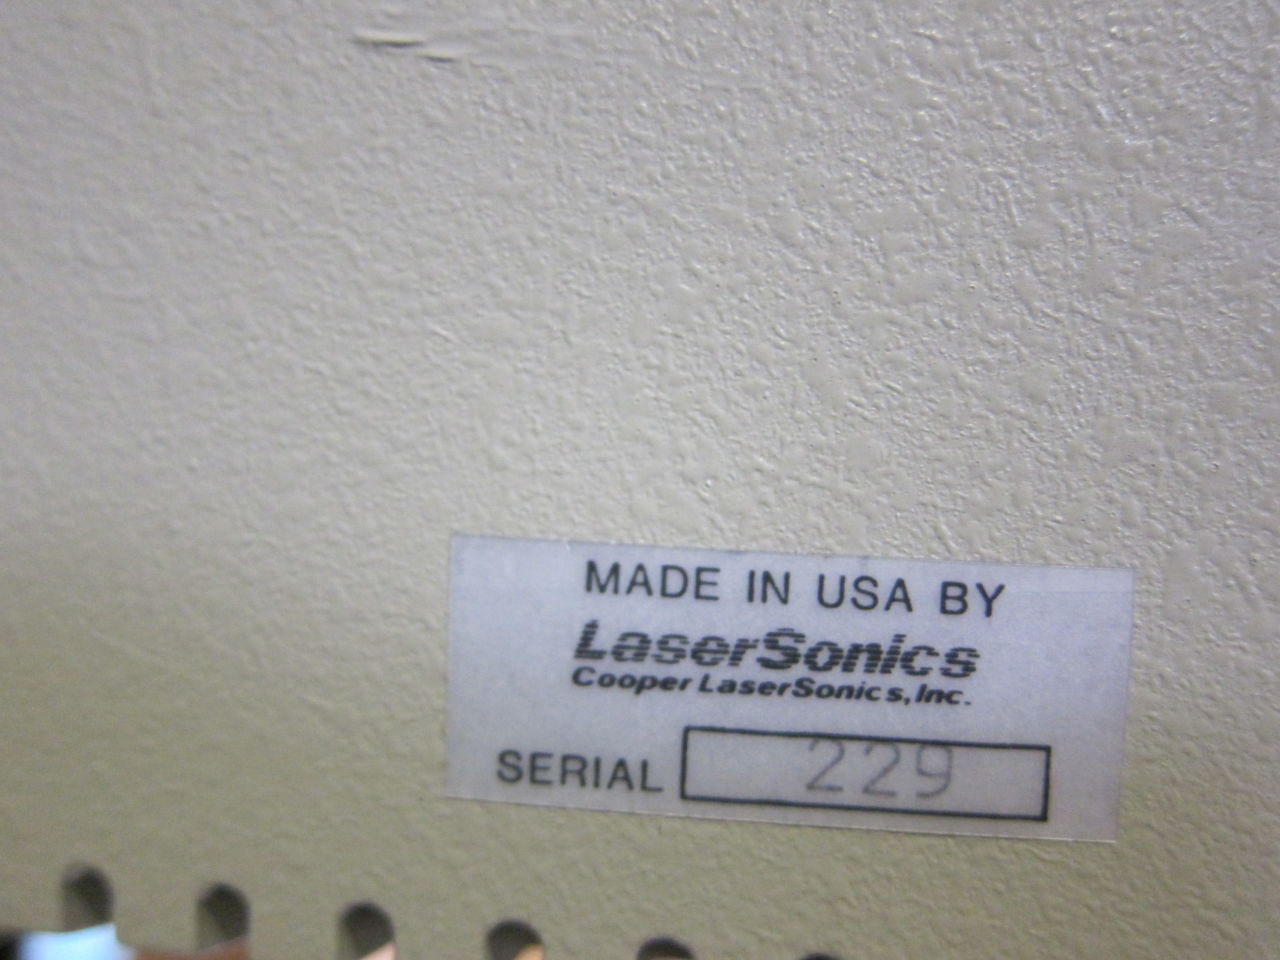 MADE IN USA BY
LaserSonics
Cooper LaserSonics, Inc.
SERIAL 229